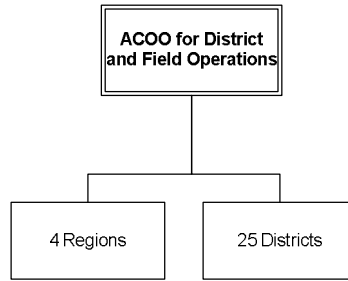 ACOO for District
and Field Operations
4 Regions
25 Districts